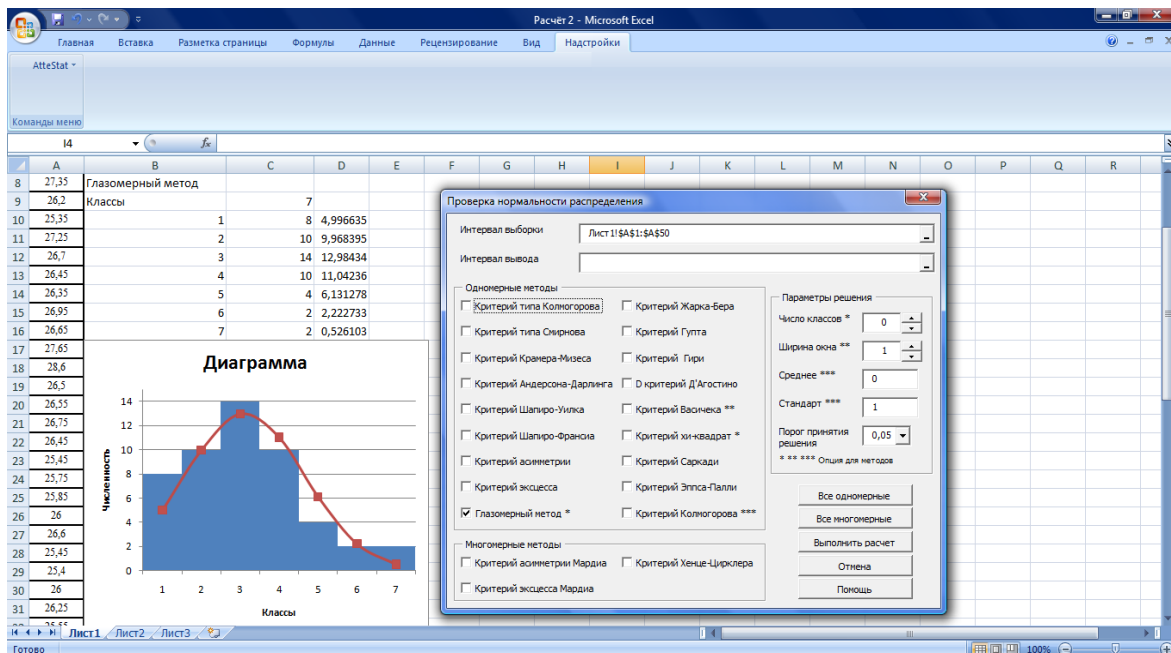 Расчёт 2 - Microsoft Excel
Главная Вставка Разметка страницы Формулы Данные Рецензирование Вид Надстройки
AtteStat
Команды меню
I4 fx
A B C D E F G H I J K L M N O P Q R
8 27,35 Глазомерный метод
9 26,2 Классы 7
10 25,35 1 8 4,996635
11 27,25 2 10 9,968395
12 26,7 3 14 12,98434
13 26,45 4 10 11,04236
14 26,35 5 4 6,131278
15 26,95 6 2 2,222733
16 26,65 7 2 0,526103
17 27,65
18 28,6
19 26,5
20 26,55
21 26,75
22 26,45
23 25,45
24 25,75
25 25,85
26 26
27 26,6
28 25,45
29 25,4
30 26
31 26,25
Диаграмма
Численность
14
12
10
8
6
4
2
0
1 2 3 4 5 6 7
Классы
Проверка нормальности распределения
Интервал выборки Лист1!$A$1:$A$50
Интервал вывода
Одномерные методы
Критерий типа Колмогорова Критерий Жарка-Бера
Критерий типа Смирнова Критерий Гупта
Критерий Крамера-Мизеса Критерий Гири
Критерий Андерсона-Дарлинга D критерий Д'Агостино
Критерий Шапиро-Уилка Критерий Васичека **
Критерий Шапиро-Франсиа Критерий хи-квадрат *
Критерий асимметрии Критерий Саркади
Критерий эксцесса Критерий Эппса-Палли
Глазомерный метод * Критерий Колмогорова ***
Многомерные методы
Критерий асимметрии Мардиа Критерий Хенце-Цирклера
Критерий эксцесса Мардиа
Параметры решения
Число классов * 0
Ширина окна ** 1
Среднее *** 0
Стандарт *** 1
Порог принятия
решения 0,05
* ** *** Опция для методов
Все одномерные
Все многомерные
Выполнить расчет
Отмена
Помощь
Лист1 Лист2 Лист3
Готово 100%